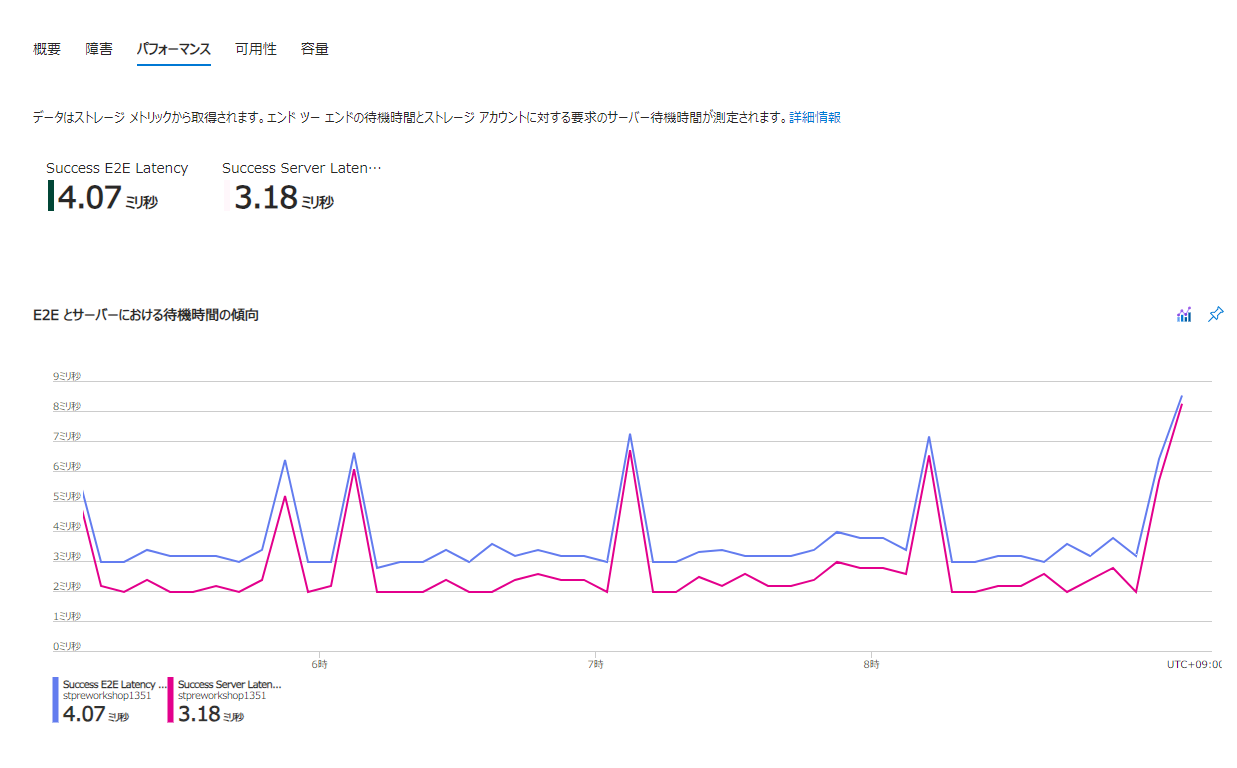 概要 障害 パフォーマンス 可用性 容量
データはストレージ メトリックから取得されます。エンド ツー エンドの待機時間とストレージ アカウントに対する要求のサーバー待機時間が測定されます。詳細情報
Success E2E Latency Success Server Laten…
4.07 ミリ秒 3.18 ミリ秒
E2E とサーバーにおける待機時間の傾向
9ミリ秒
8ミリ秒
7ミリ秒
6ミリ秒
5ミリ秒
4ミリ秒
3ミリ秒
2ミリ秒
1ミリ秒
0ミリ秒
6時 7時 8時 UTC+09:00
Success E2E Latency ... Success Server Laten...
stpreworkshop1351 stpreworkshop1351
4.07 ミリ秒 3.18 ミリ秒